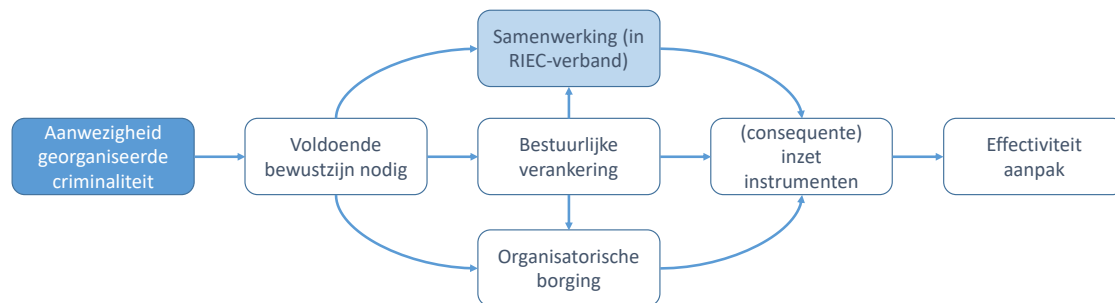 Samenwerking (in
RIEC-verband)
Aanwezigheid
georganiseerde
criminaliteit
Voldoende
bewustzijn nodig
Bestuurlijke
verankering
(consequente)
inzet
instrumenten
Effectiviteit
aanpak
Organisatorische
borging